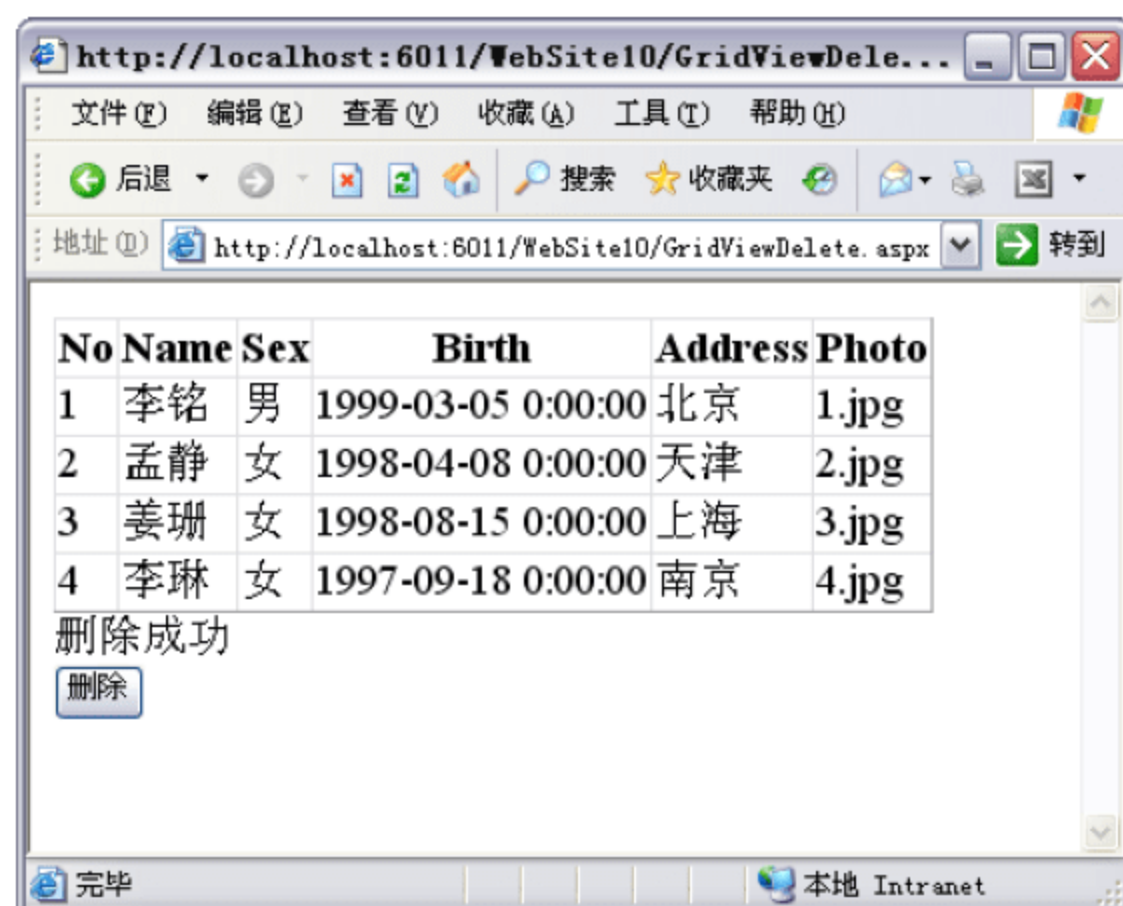 http://localhost:6011/WebSite10/GridViewDele...
文件(F) 编辑(E) 查看(V) 收藏(A) 工具(T) 帮助(H)
后退 搜索 收藏夹
地址(D) http://localhost:6011/WebSite10/GridViewDelete.aspx 转到
No Name Sex Birth Address Photo
1 李铭 男 1999-03-05 0:00:00 北京 1.jpg
2 孟静 女 1998-04-08 0:00:00 天津 2.jpg
3 姜珊 女 1998-08-15 0:00:00 上海 3.jpg
4 李琳 女 1997-09-18 0:00:00 南京 4.jpg
删除成功
删除
完毕 本地 Intranet